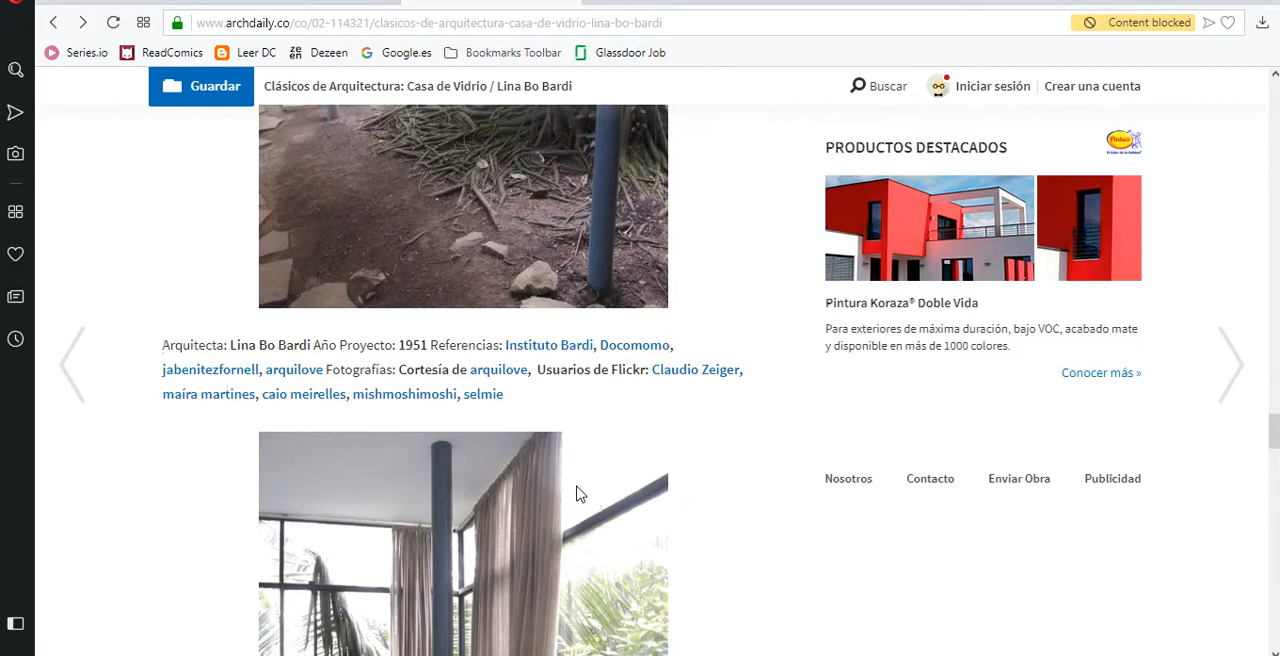 www.archdaily.co/co/02-114321/clasicos-de-arquitectura-casa-de-vidrio-lina-bo-bardi
Content blocked
Series.io
ReadComics
Leer DC
Dezeen
Google.es
Bookmarks Toolbar
Glassdoor Job
Guardar
Clásicos de Arquitectura: Casa de Vidrio / Lina Bo Bardi
Buscar
Iniciar sesión
Crear una cuenta
PRODUCTOS DESTACADOS
Pintuco
Pintura Koraza® Doble Vida
Para exteriores de máxima duración, bajo VOC, acabado mate
y disponible en más de 1000 colores.
Conocer más »
Arquitecta: Lina Bo Bardi Año Proyecto: 1951 Referencias: Instituto Bardi, Docomomo,
jabenitezfornell, arquilove Fotografías: Cortesía de arquilove, Usuarios de Flickr: Claudio Zeiger,
maíra martines, caio meirelles, mishmoshimoshi, selmie
Nosotros
Contacto
Enviar Obra
Publicidad